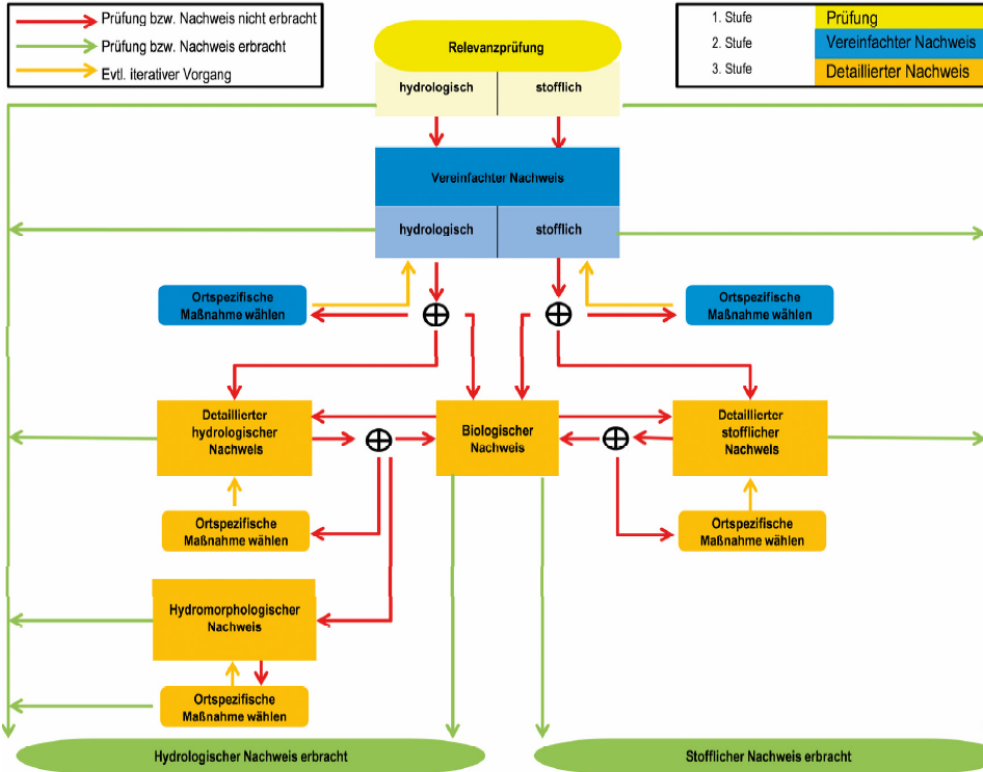 Prüfung bzw. Nachweis nicht erbracht
Prüfung bzw. Nachweis erbracht
Evtl. iterativer Vorgang
1. Stufe Prüfung
2. Stufe Vereinfachter Nachweis
3. Stufe Detaillierter Nachweis
Relevanzprüfung
hydrologisch stofflich
Vereinfachter Nachweis
hydrologisch stofflich
Ortspezifische
Maßnahme wählen
Ortspezifische
Maßnahme wählen
Detaillierter
hydrologischer
Nachweis
Biologischer
Nachweis
Detaillierter
stofflicher
Nachweis
Ortspezifische
Maßnahme wählen
Ortspezifische
Maßnahme wählen
Hydromorphologischer
Nachweis
Ortspezifische
Maßnahme wählen
Hydrologischer Nachweis erbracht
Stofflicher Nachweis erbracht